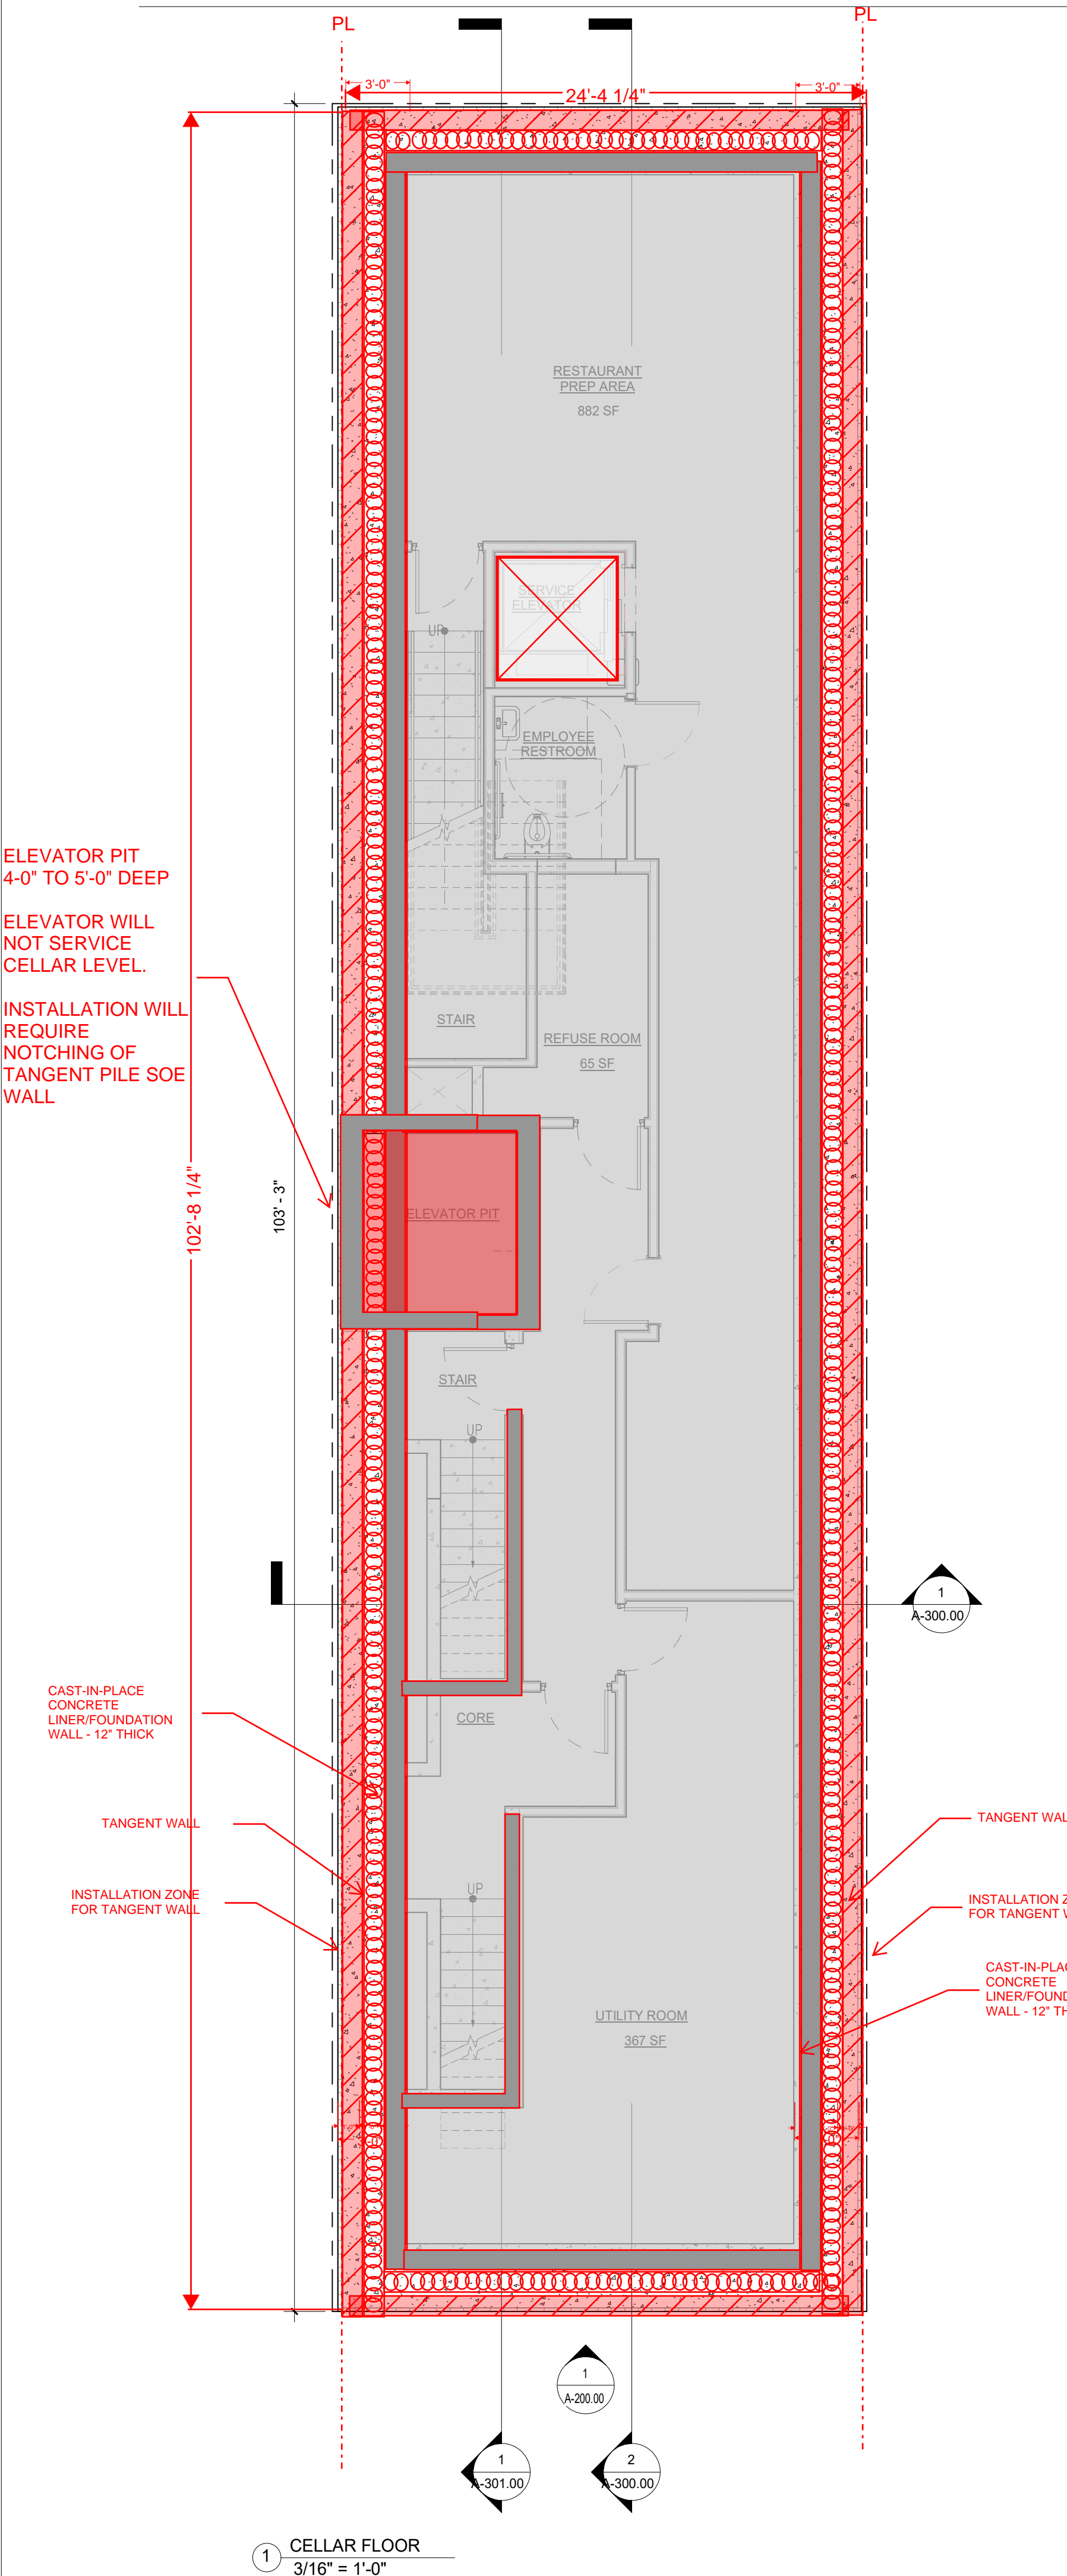 PL
PL
3'-0"
3'-0"
24'-4 1/4"
RESTAURANT
PREP AREA
882 SF
SERVICE
ELEVATOR
UP
EMPLOYEE
RESTROOM
ELEVATOR PIT
4-0" TO 5'-0" DEEP
ELEVATOR WILL
NOT SERVICE
CELLAR LEVEL.
INSTALLATION WILL
REQUIRE
NOTCHING OF
TANGENT PILE SOE
WALL
STAIR
REFUSE ROOM
65 SF
102'-8 1/4"
103' - 3"
ELEVATOR PIT
STAIR
UP
1
A-300.00
CAST-IN-PLACE
CONCRETE
LINER/FOUNDATION
WALL - 12" THICK
CORE
TANGENT WALL
TANGENT WAL
INSTALLATION ZONE
FOR TANGENT WALL
INSTALLATION Z
FOR TANGENT W
UP
CAST-IN-PLAC
CONCRETE
LINER/FOUND
WALL - 12" TH
UTILITY ROOM
367 SF
1
A-200.00
1
A-301.00
2
A-300.00
1
CELLAR FLOOR
3/16" = 1'-0"